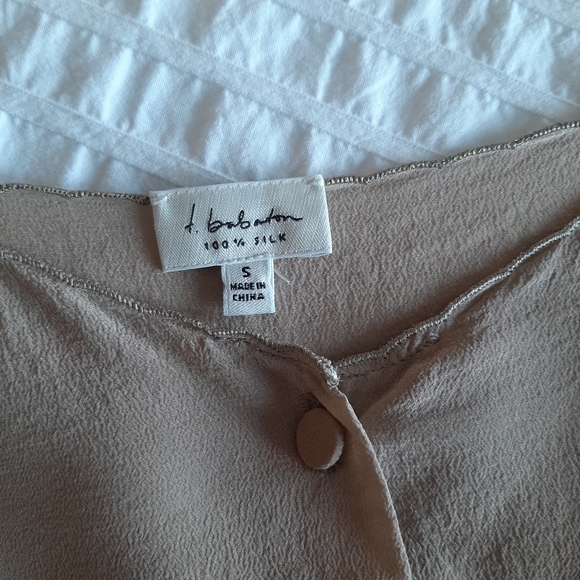 t. babaton
100% SILK
S
MADE IN
CHINA